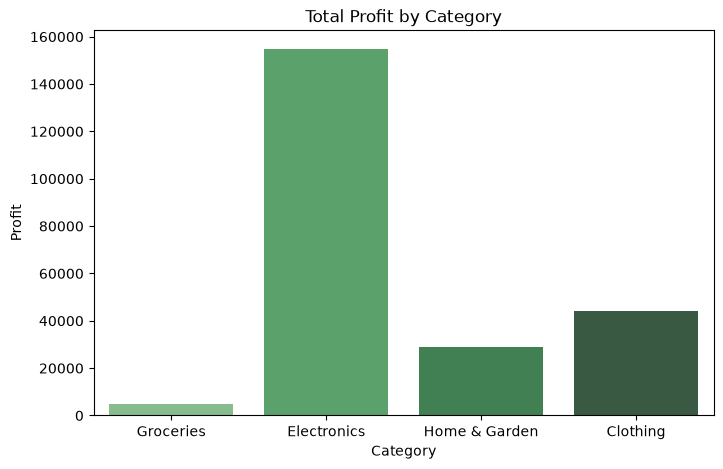 Total Profit by Category
160000
140000
120000
100000
80000
60000
40000
20000
0
Profit
Groceries Electronics Home & Garden Clothing
Category